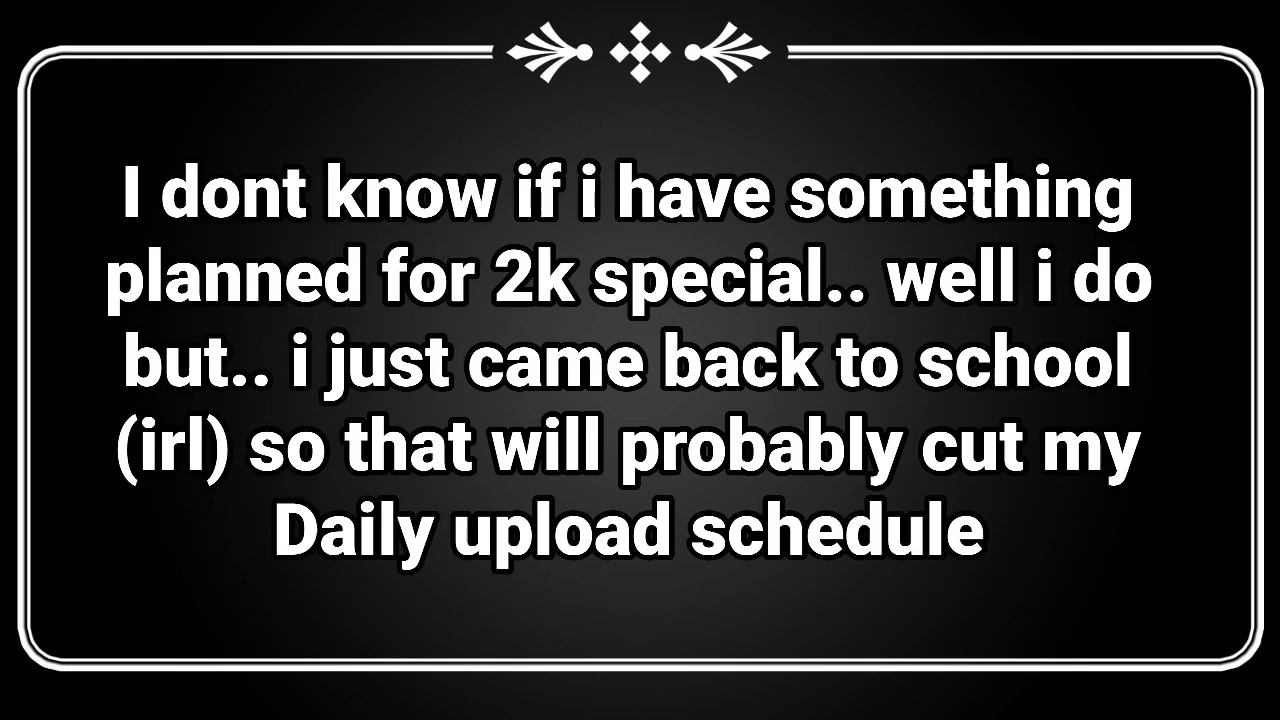 I dont know if i have something
planned for 2k special.. well i do
but.. i just came back to school
(irl) so that will probably cut my
Daily upload schedule